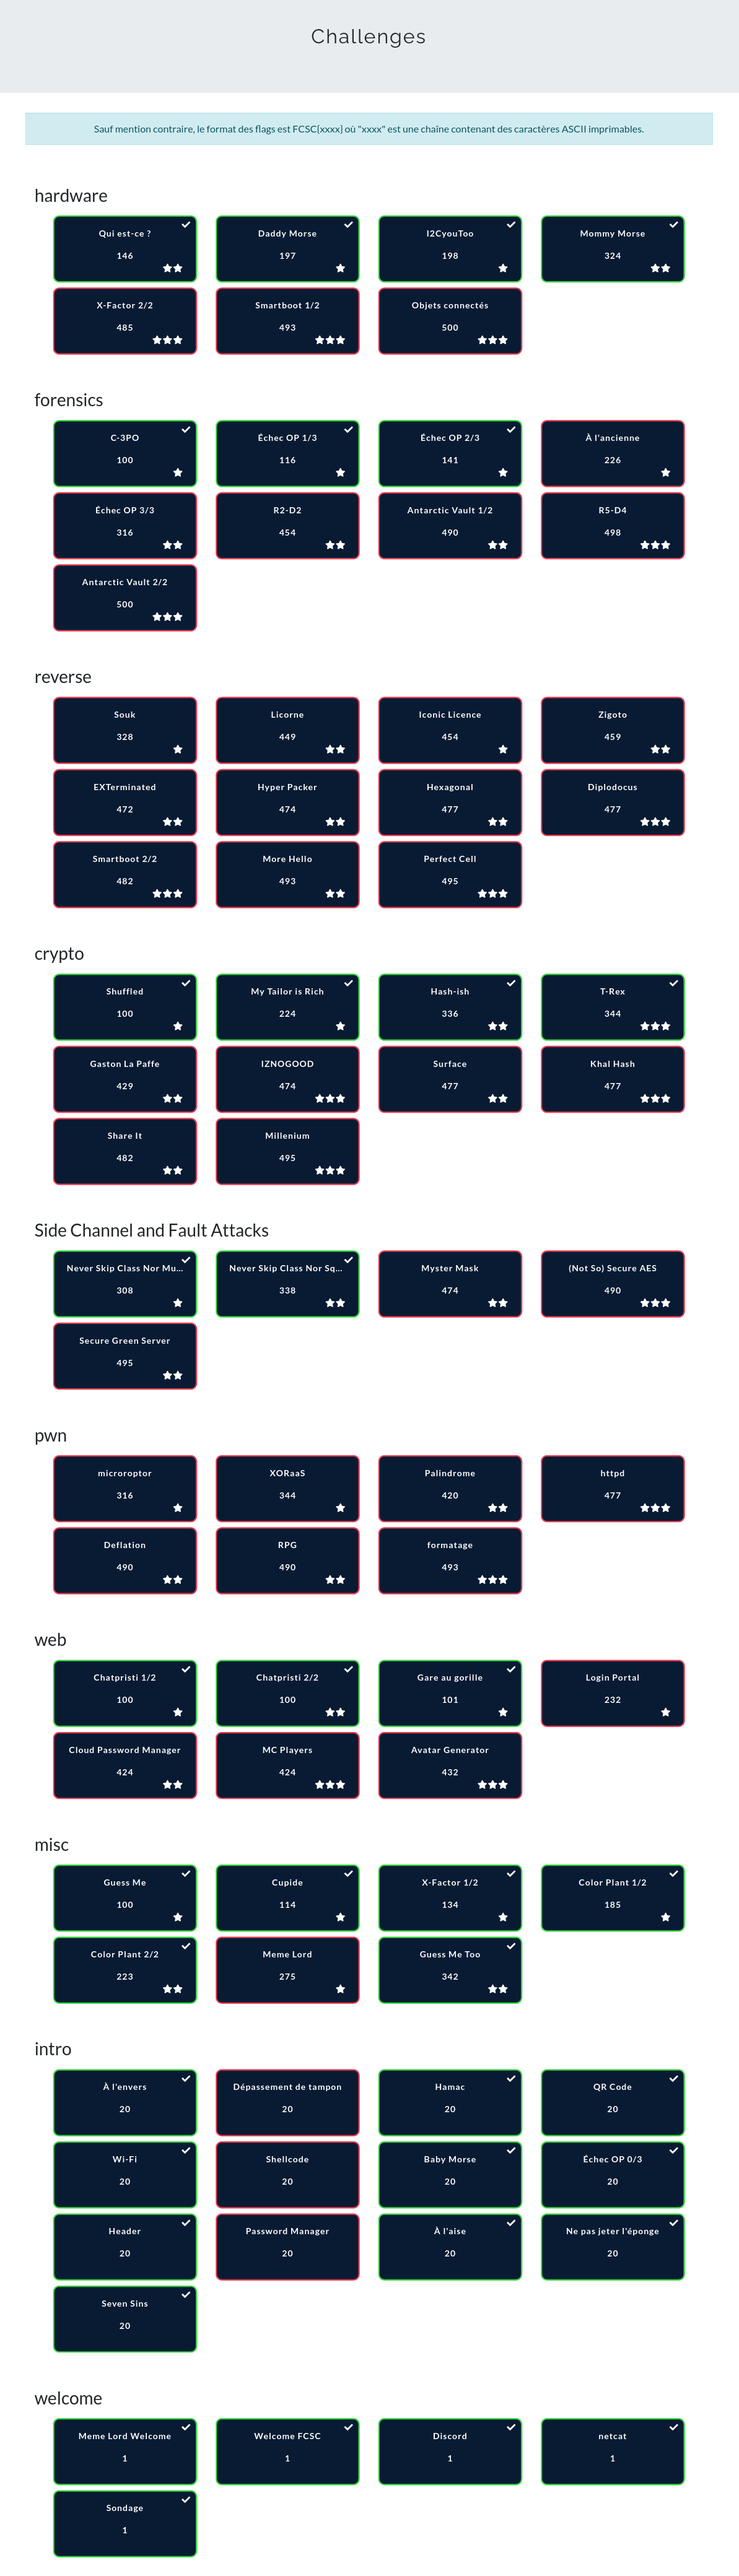 Challenges
Sauf mention contraire, le format des flags est FCSC{xxxx} où "xxxx" est une chaîne contenant des caractères ASCII imprimables.
hardware
Qui est-ce ?
146
Daddy Morse
197
I2CyouToo
198
Mommy Morse
324
X-Factor 2/2
485
Smartboot 1/2
493
Objets connectés
500
forensics
C-3PO
100
Échec OP 1/3
116
Échec OP 2/3
141
À l'ancienne
226
Échec OP 3/3
316
R2-D2
454
Antarctic Vault 1/2
490
R5-D4
498
Antarctic Vault 2/2
500
reverse
Souk
328
Licorne
449
Iconic Licence
454
Zigoto
459
EXTerminated
472
Hyper Packer
474
Hexagonal
477
Diplodocus
477
Smartboot 2/2
482
More Hello
493
Perfect Cell
495
crypto
Shuffled
100
My Tailor is Rich
224
Hash-ish
336
T-Rex
344
Gaston La Paffe
429
IZNOGOOD
474
Surface
477
Khal Hash
477
Share It
482
Millenium
495
Side Channel and Fault Attacks
Never Skip Class Nor Mu...
308
Never Skip Class Nor Sq...
338
Myster Mask
474
(Not So) Secure AES
490
Secure Green Server
495
pwn
microroptor
316
XORaaS
344
Palindrome
420
httpd
477
Deflation
490
RPG
490
formatage
493
web
Chatpristi 1/2
100
Chatpristi 2/2
100
Gare au gorille
101
Login Portal
232
Cloud Password Manager
424
MC Players
424
Avatar Generator
432
misc
Guess Me
100
Cupide
114
X-Factor 1/2
134
Color Plant 1/2
185
Color Plant 2/2
223
Meme Lord
275
Guess Me Too
342
intro
À l'envers
20
Dépassement de tampon
20
Hamac
20
QR Code
20
Wi-Fi
20
Shellcode
20
Baby Morse
20
Échec OP 0/3
20
Header
20
Password Manager
20
À l'aise
20
Ne pas jeter l'éponge
20
Seven Sins
20
welcome
Meme Lord Welcome
1
Welcome FCSC
1
Discord
1
netcat
1
Sondage
1